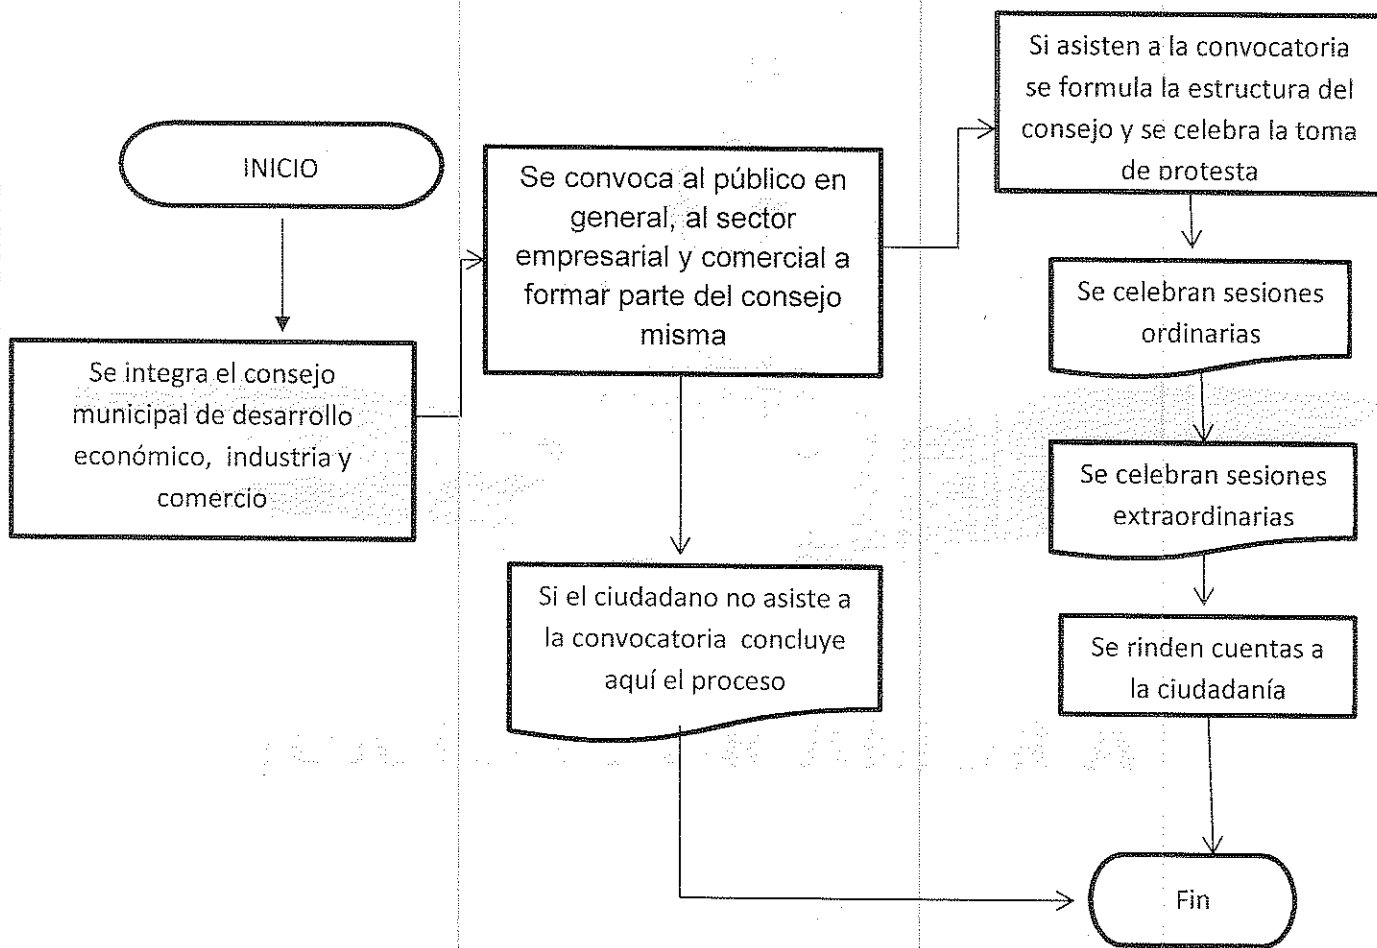 INICIO
Se integra el consejo
municipal de desarrollo
económico, industria y
comercio
Se convoca al público en
general, al sector
empresarial y comercial a
formar parte del consejo
misma
Si el ciudadano no asiste a
la convocatoria concluye
aquí el proceso
Si asisten a la convocatoria
se formula la estructura del
consejo y se celebra la toma
de protesta
Se celebran sesiones
ordinarias
Se celebran sesiones
extraordinarias
Se rinden cuentas a
la ciudadanía
Fin